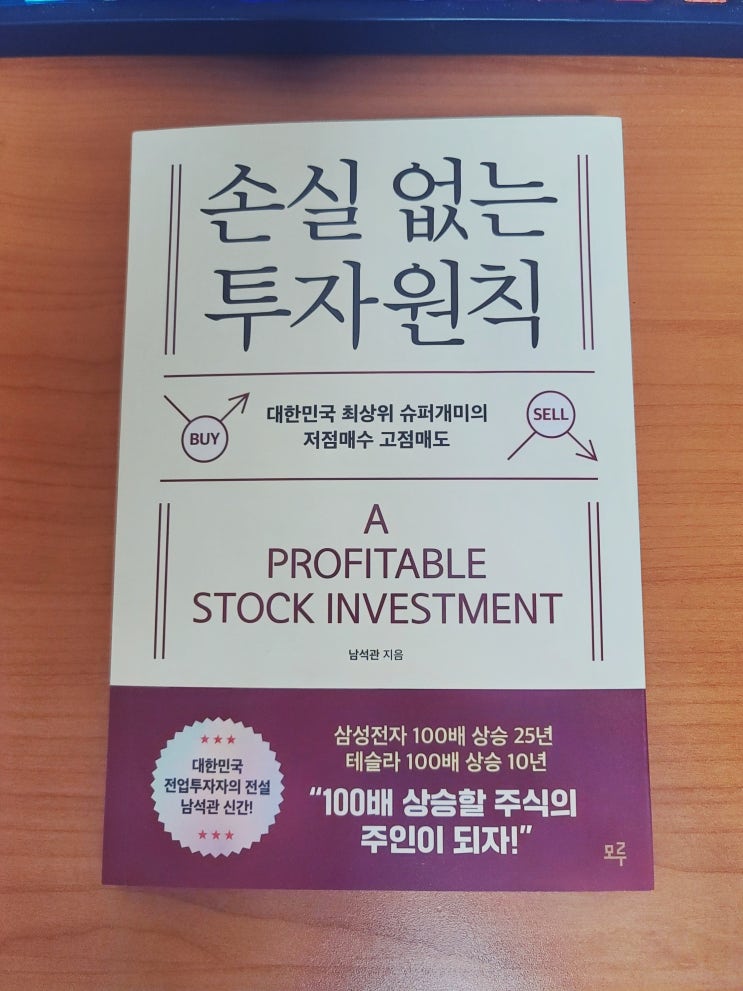 손실 없는
투자원칙
BUY
대한민국 최상위 슈퍼개미의
저점매수 고점매도
SELL
A
PROFITABLE
STOCK INVESTMENT
남석관 지음
대한민국
전업투자자의 전설
남석관 신간!
삼성전자 100배 상승 25년
테슬라 100배 상승 10년
“100배 상승할 주식의
주인이 되자!”
모루